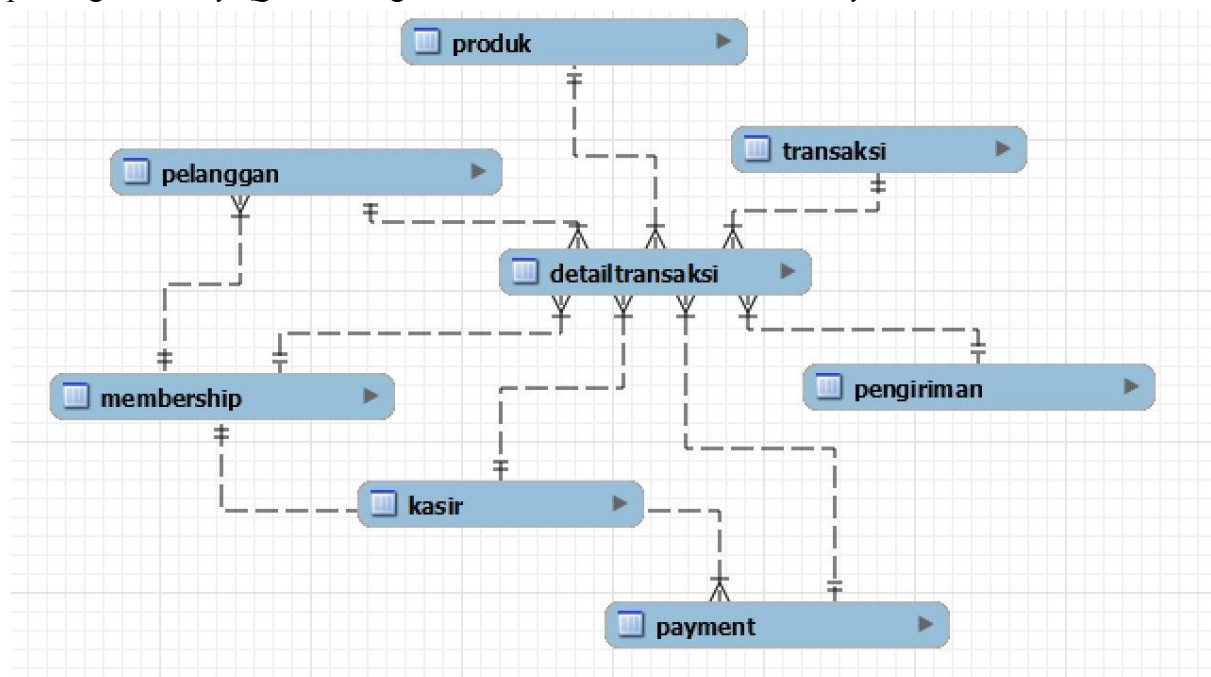 produk
transaksi
pelanggan
detailtransaksi
membership
pengiriman
kasir
payment